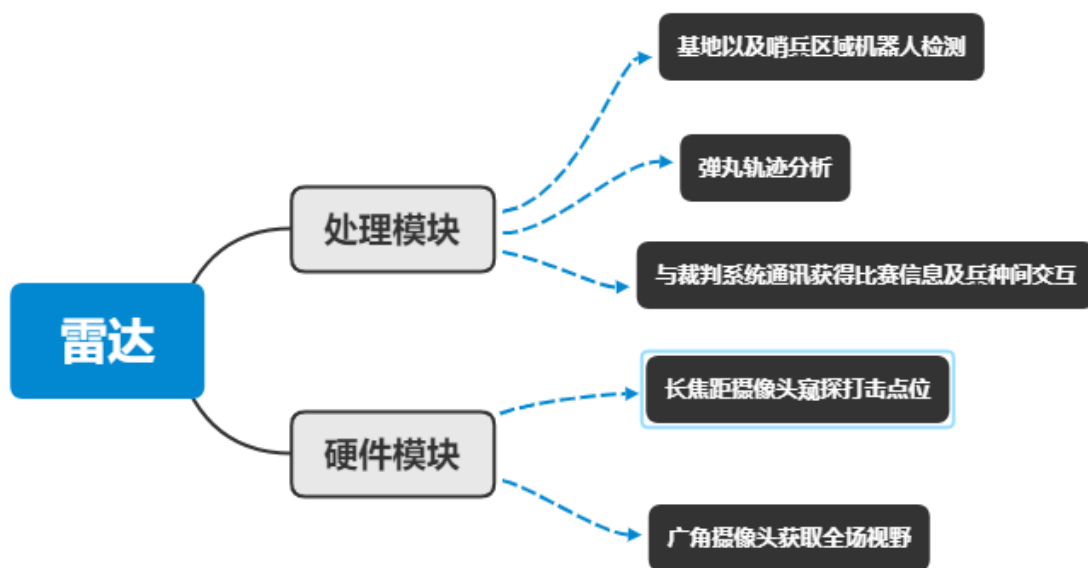 雷达
处理模块
基地以及哨兵区域机器人检测
弹丸轨迹分析
与裁判系统通讯获得比赛信息及兵种间交互
硬件模块
长焦距摄像头窥探打击点位
广角摄像头获取全场视野